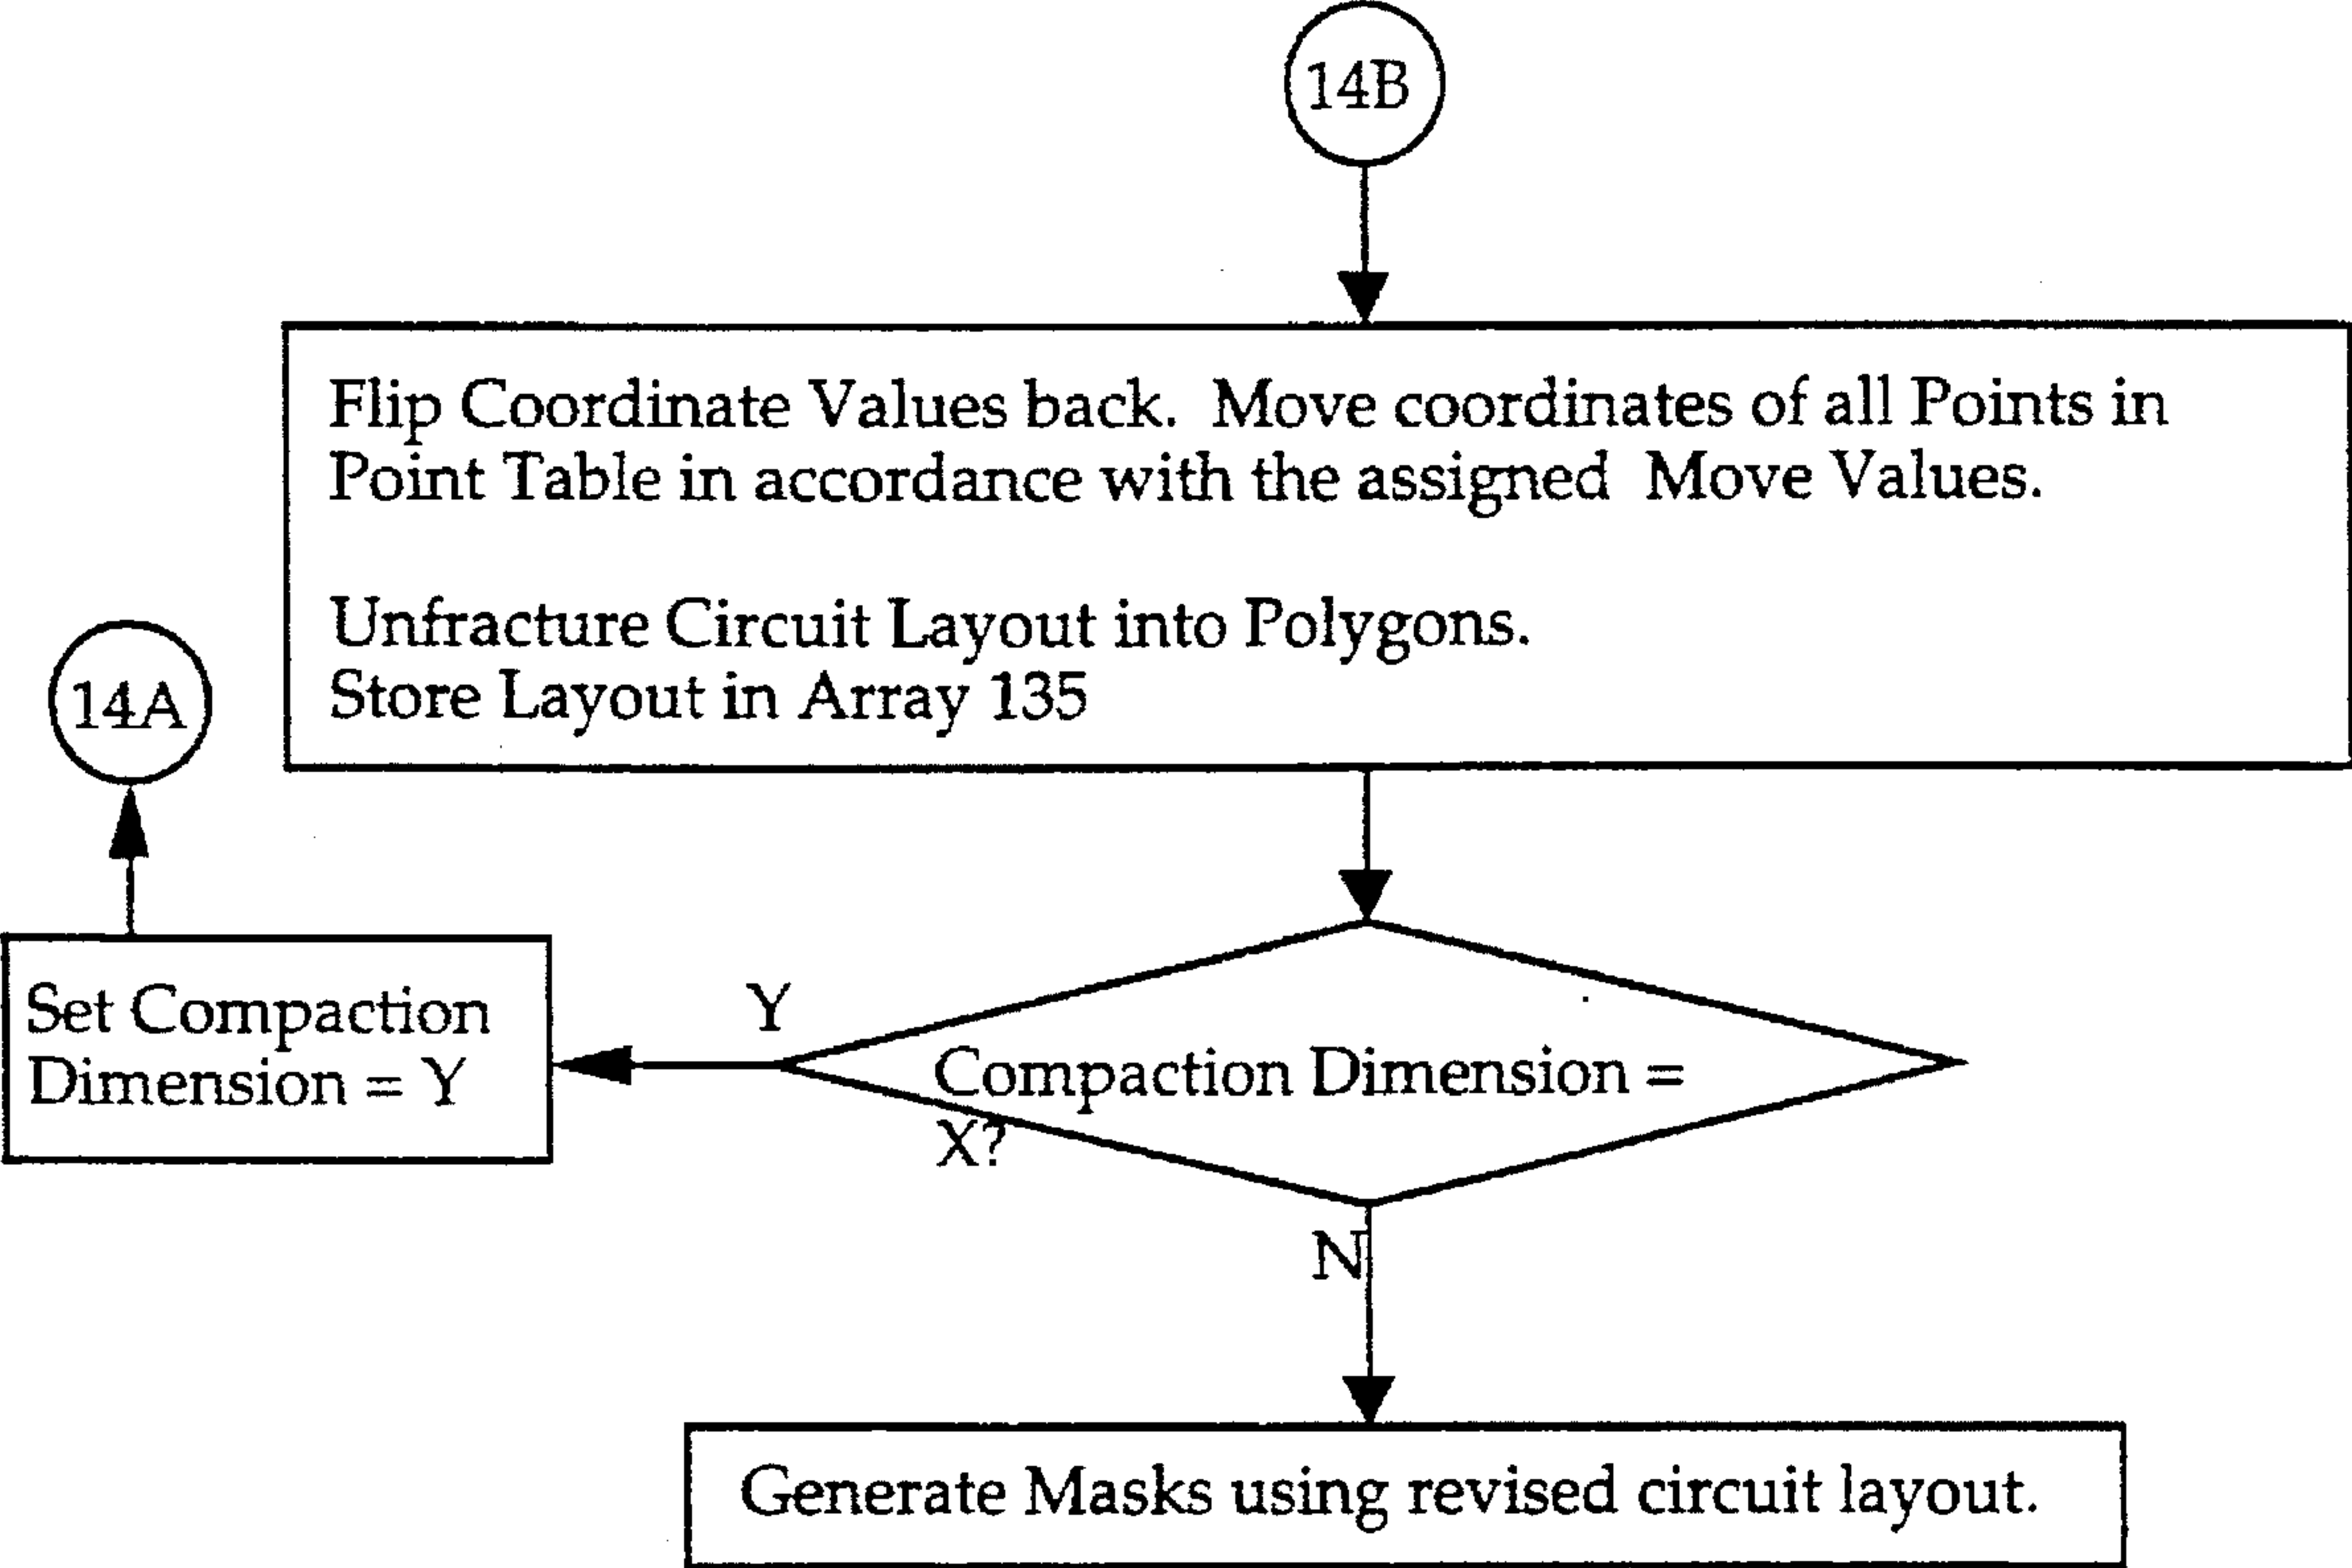 14B
Flip Coordinate Values back. Move coordinates of all Points in
Point Table in accordance with the assigned Move Values.
Unfracture Circuit Layout into Polygons.
Store Layout in Array 135
14A
Set Compaction
Dimension = Y
Y
Compaction Dimension =
X?
N
Generate Masks using revised circuit layout.